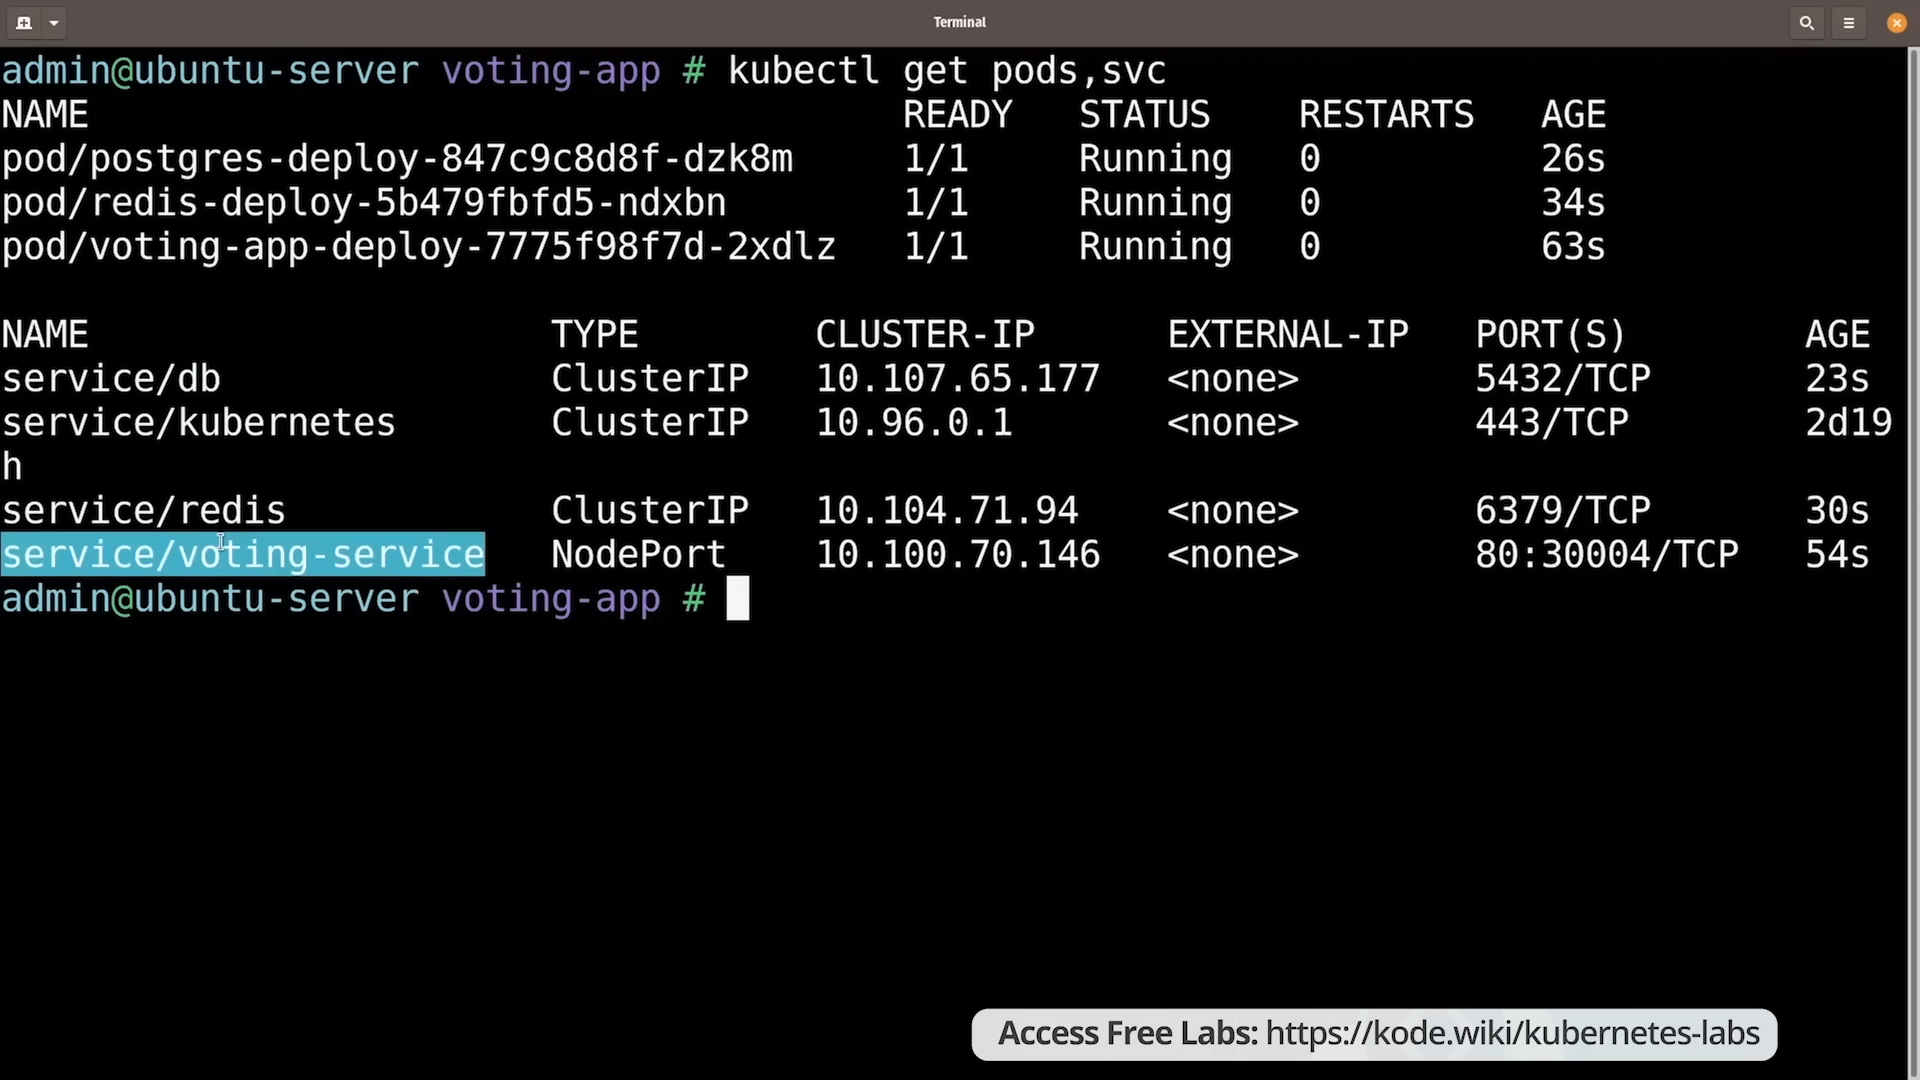 Terminal
admin@ubuntu-server voting-app # kubectl get pods,svc
NAME READY STATUS RESTARTS AGE
pod/postgres-deploy-847c9c8d8f-dzk8m 1/1 Running 0 26s
pod/redis-deploy-5b479fbfd5-ndxbn 1/1 Running 0 34s
pod/voting-app-deploy-7775f98f7d-2xdlz 1/1 Running 0 63s
NAME TYPE CLUSTER-IP EXTERNAL-IP PORT(S) AGE
service/db ClusterIP 10.107.65.177 <none> 5432/TCP 23s
service/kubernetes ClusterIP 10.96.0.1 <none> 443/TCP 2d19
h
service/redis ClusterIP 10.104.71.94 <none> 6379/TCP 30s
service/voting-service NodePort 10.100.70.146 <none> 80:30004/TCP 54s
admin@ubuntu-server voting-app #
Access Free Labs: https://kode.wiki/kubernetes-labs